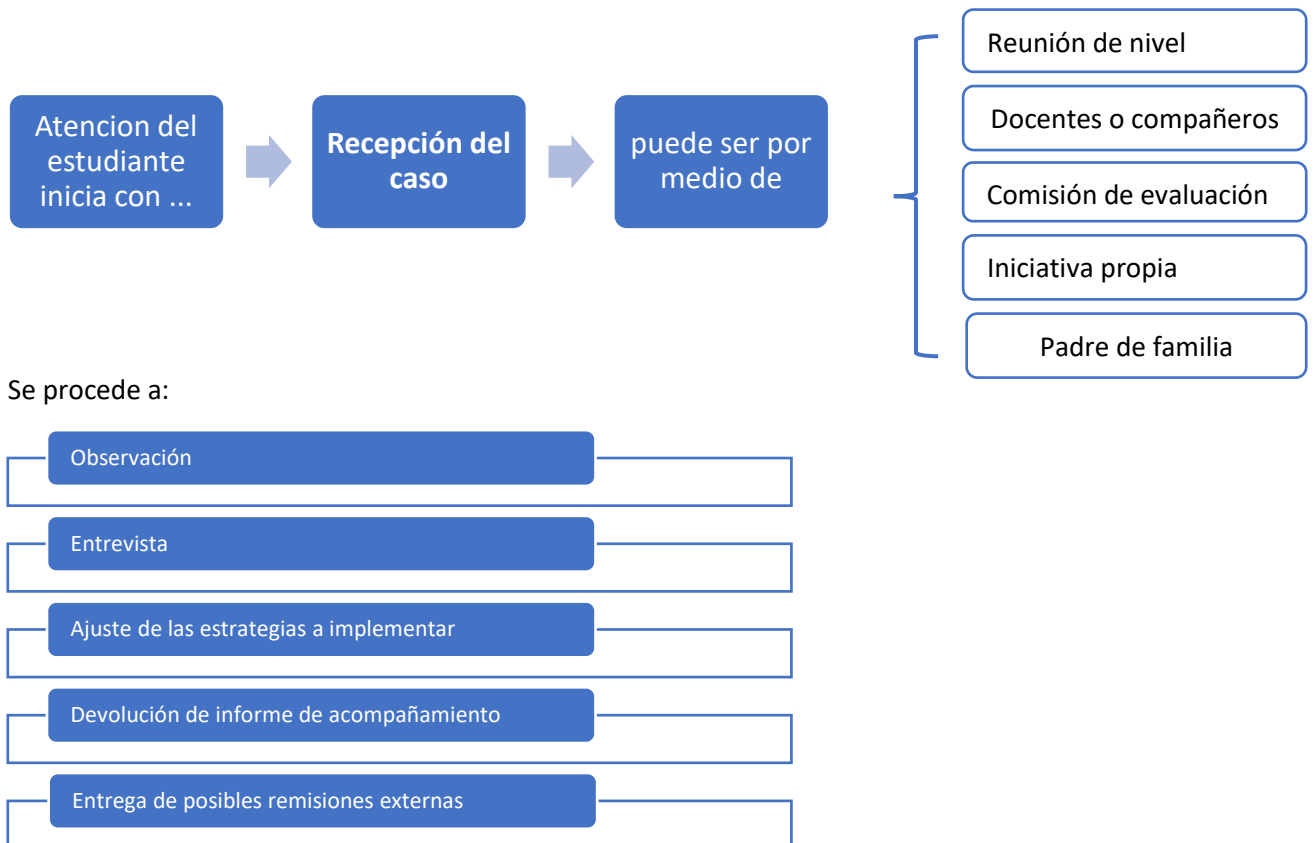 Atencion del
estudiante
inicia con ...
Recepción del
caso
puede ser por
medio de
Reunión de nivel
Docentes o compañeros
Comisión de evaluación
Iniciativa propia
Padre de familia
Se procede a:
Observación
Entrevista
Ajuste de las estrategias a implementar
Devolución de informe de acompañamiento
Entrega de posibles remisiones externas